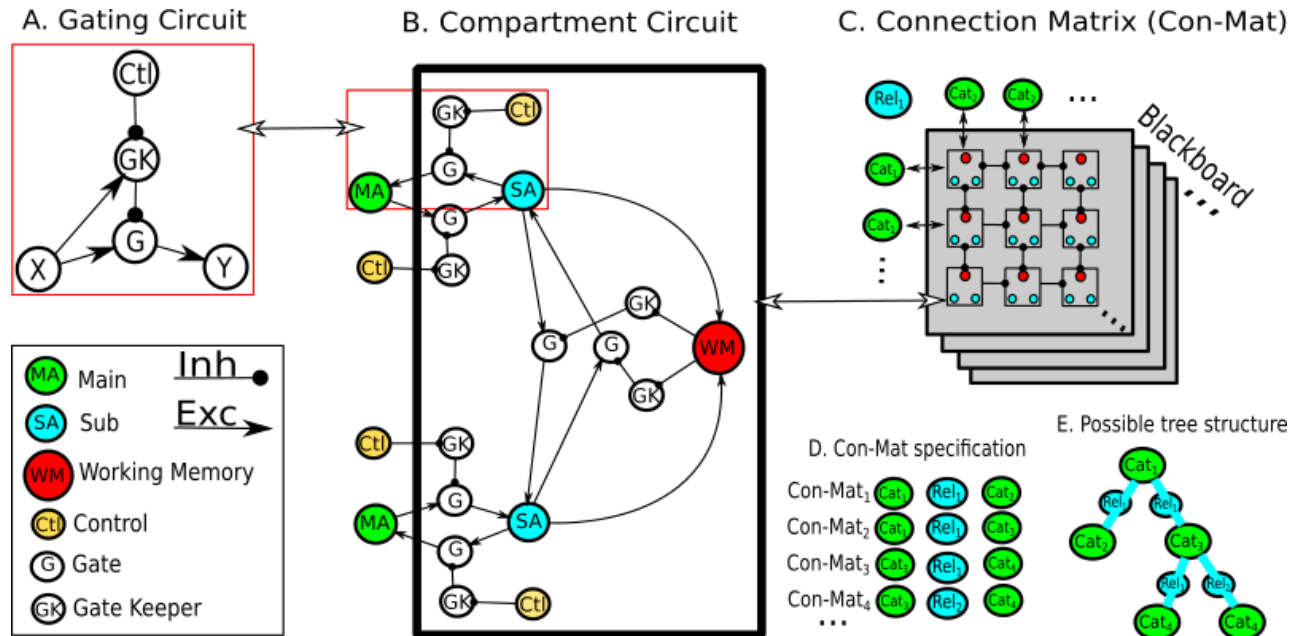 A. Gating Circuit
Ctl
GK
G
X
Y
MA Main
Inh
SA Sub
Exc
WM Working Memory
Ctl Control
G Gate
GK Gate Keeper
B. Compartment Circuit
GK Ctl
G
MA
SA
G
Ctl GK
GK
G
G
WM
GK
Ctl GK
G
MA
SA
G
GK Ctl
C. Connection Matrix (Con-Mat)
Rel1 Cat2 Cat2 ...
Blackboard ...
Cat1
Cat1
...
...
D. Con-Mat specification
Con-Mat1 Cat1 Rel1 Cat2
Con-Mat2 Cat1 Rel1 Cat3
Con-Mat3 Cat3 Rel1 Cat4
Con-Mat4 Cat3 Rel2 Cat4
...
E. Possible tree structure
Cat1
Rel1 Rel1
Cat2 Cat3
Rel1 Rel2
Cat4 Cat4